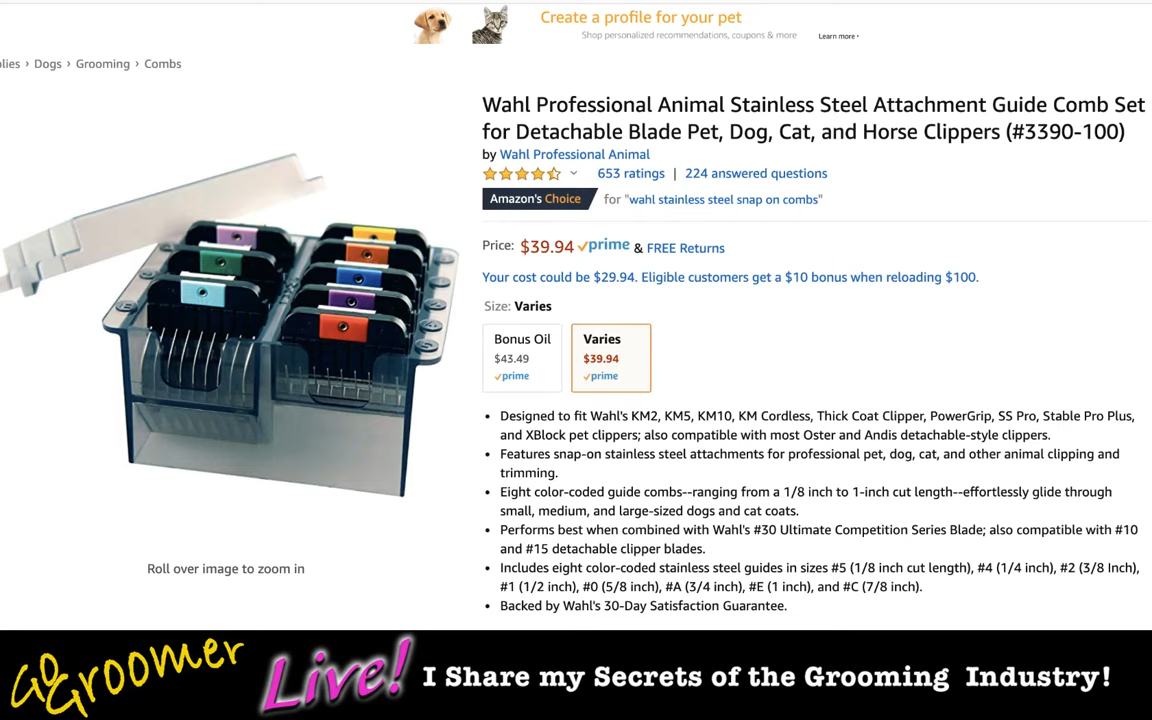 Create a profile for your pet
Shop personalized recommendations, coupons & more
Learn more
plies › Dogs › Grooming › Combs
Wahl Professional Animal Stainless Steel Attachment Guide Comb Set
for Detachable Blade Pet, Dog, Cat, and Horse Clippers (#3390-100)
by Wahl Professional Animal
653 ratings | 224 answered questions
Amazon's Choice for "wahl stainless steel snap on combs"
Price: $39.94 prime & FREE Returns
Your cost could be $29.94. Eligible customers get a $10 bonus when reloading $100.
Size: Varies
Bonus Oil
$43.49
prime
Varies
$39.94
prime
• Designed to fit Wahl's KM2, KM5, KM10, KM Cordless, Thick Coat Clipper, PowerGrip, SS Pro, Stable Pro Plus,
and XBlock pet clippers; also compatible with most Oster and Andis detachable-style clippers.
• Features snap-on stainless steel attachments for professional pet, dog, cat, and other animal clipping and
trimming.
• Eight color-coded guide combs--ranging from a 1/8 inch to 1-inch cut length--effortlessly glide through
small, medium, and large-sized dogs and cat coats.
• Performs best when combined with Wahl's #30 Ultimate Competition Series Blade; also compatible with #10
and #15 detachable clipper blades.
• Includes eight color-coded stainless steel guides in sizes #5 (1/8 inch cut length), #4 (1/4 inch), #2 (3/8 Inch),
#1 (1/2 inch), #0 (5/8 inch), #A (3/4 inch), #E (1 inch), and #C (7/8 inch).
• Backed by Wahl's 30-Day Satisfaction Guarantee.
Roll over image to zoom in
GoGroomer Live! I Share my Secrets of the Grooming Industry!